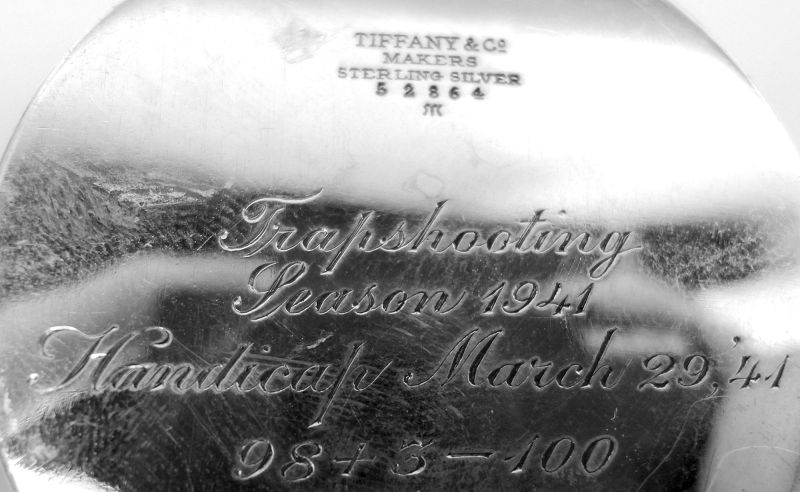 TIFFANY & Co
MAKERS
STERLING SILVER
52864
M
Trapshooting
Season 1941
Handicap March 29, '41
98+3—100